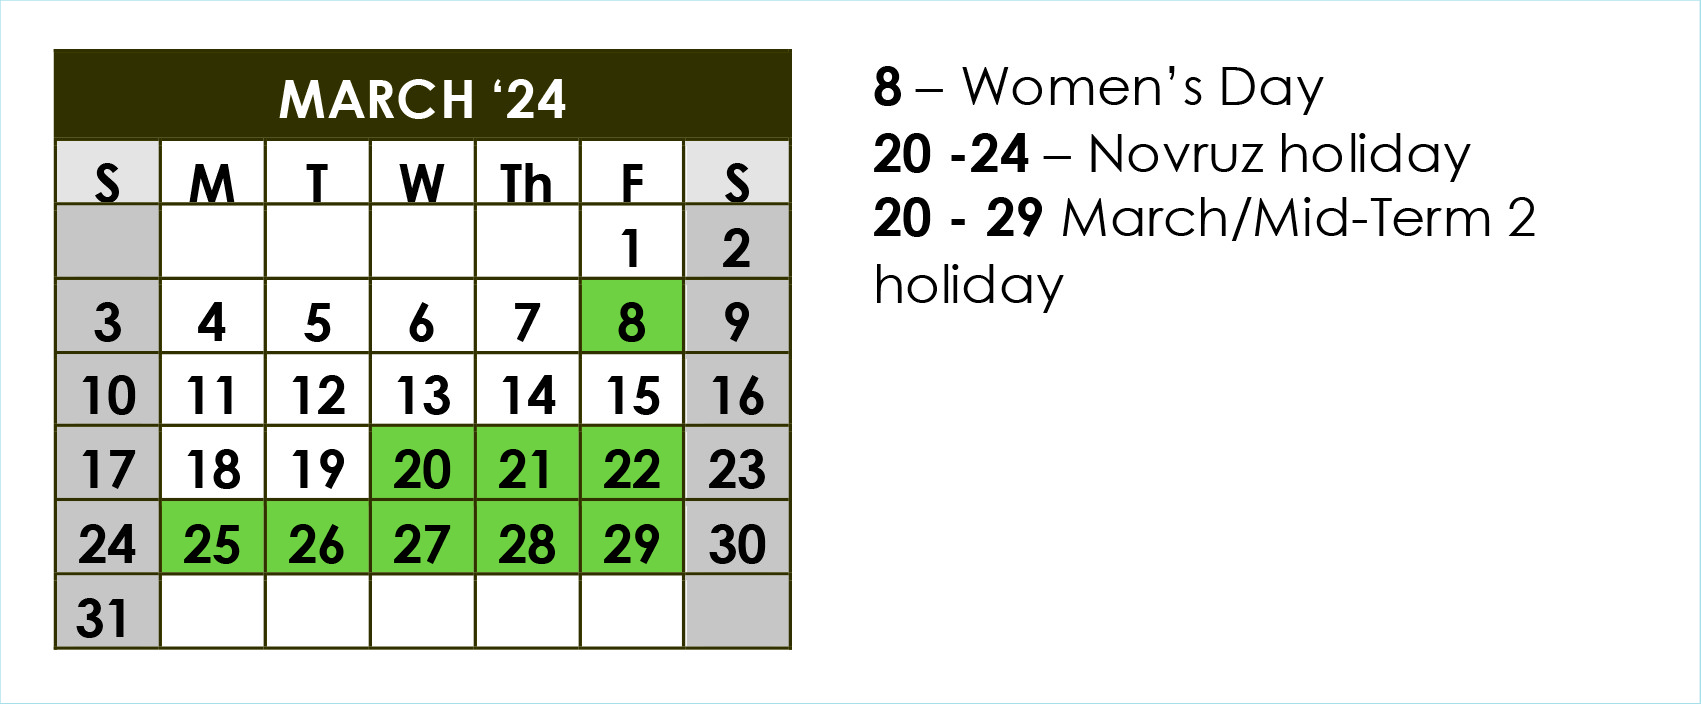 MARCH ‘24
S M T W Th F S
1 2
3 4 5 6 7 8 9
10 11 12 13 14 15 16
17 18 19 20 21 22 23
24 25 26 27 28 29 30
31
8 – Women’s Day
20 -24 – Novruz holiday
20 - 29 March/Mid-Term 2
holiday